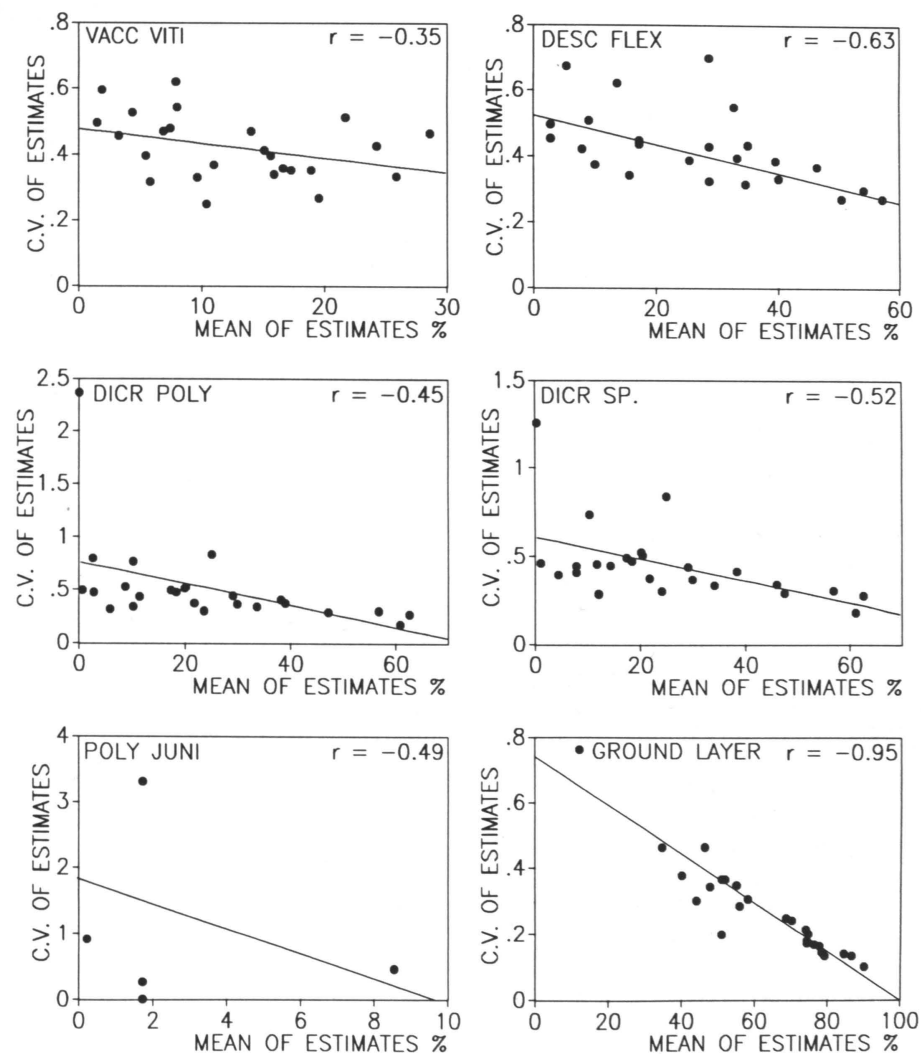 VACC VITI r = −0.35
C.V. OF ESTIMATES
.8
.6
.4
.2
0
0 10 20 30
MEAN OF ESTIMATES %
DESC FLEX r = −0.63
C.V. OF ESTIMATES
.8
.6
.4
.2
0
0 20 40 60
MEAN OF ESTIMATES %
DICR POLY r = −0.45
C.V. OF ESTIMATES
2.5
2
1.5
1
.5
0
0 20 40 60
MEAN OF ESTIMATES %
DICR SP. r = −0.52
C.V. OF ESTIMATES
1.5
1
.5
0
0 20 40 60
MEAN OF ESTIMATES %
POLY JUNI r = −0.49
C.V. OF ESTIMATES
4
3
2
1
0
0 2 4 6 8 10
MEAN OF ESTIMATES %
GROUND LAYER r = −0.95
C.V. OF ESTIMATES
.8
.6
.4
.2
0
0 20 40 60 80 100
MEAN OF ESTIMATES %